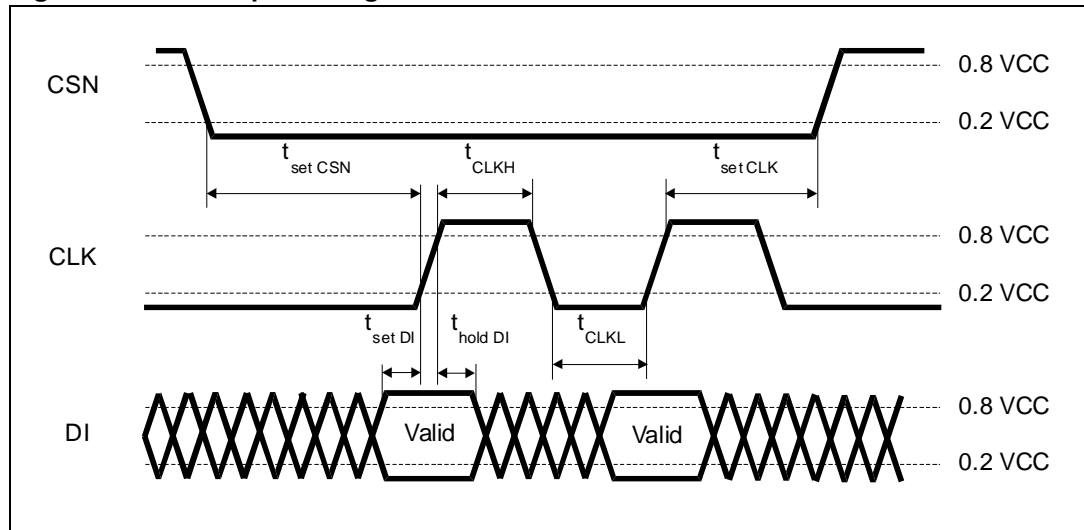 CSN
0.8 VCC
0.2 VCC
t set CSN
t CLKH
t set CLK
CLK
0.8 VCC
0.2 VCC
t set DI
t hold DI
t CLKL
DI
Valid
Valid
0.8 VCC
0.2 VCC